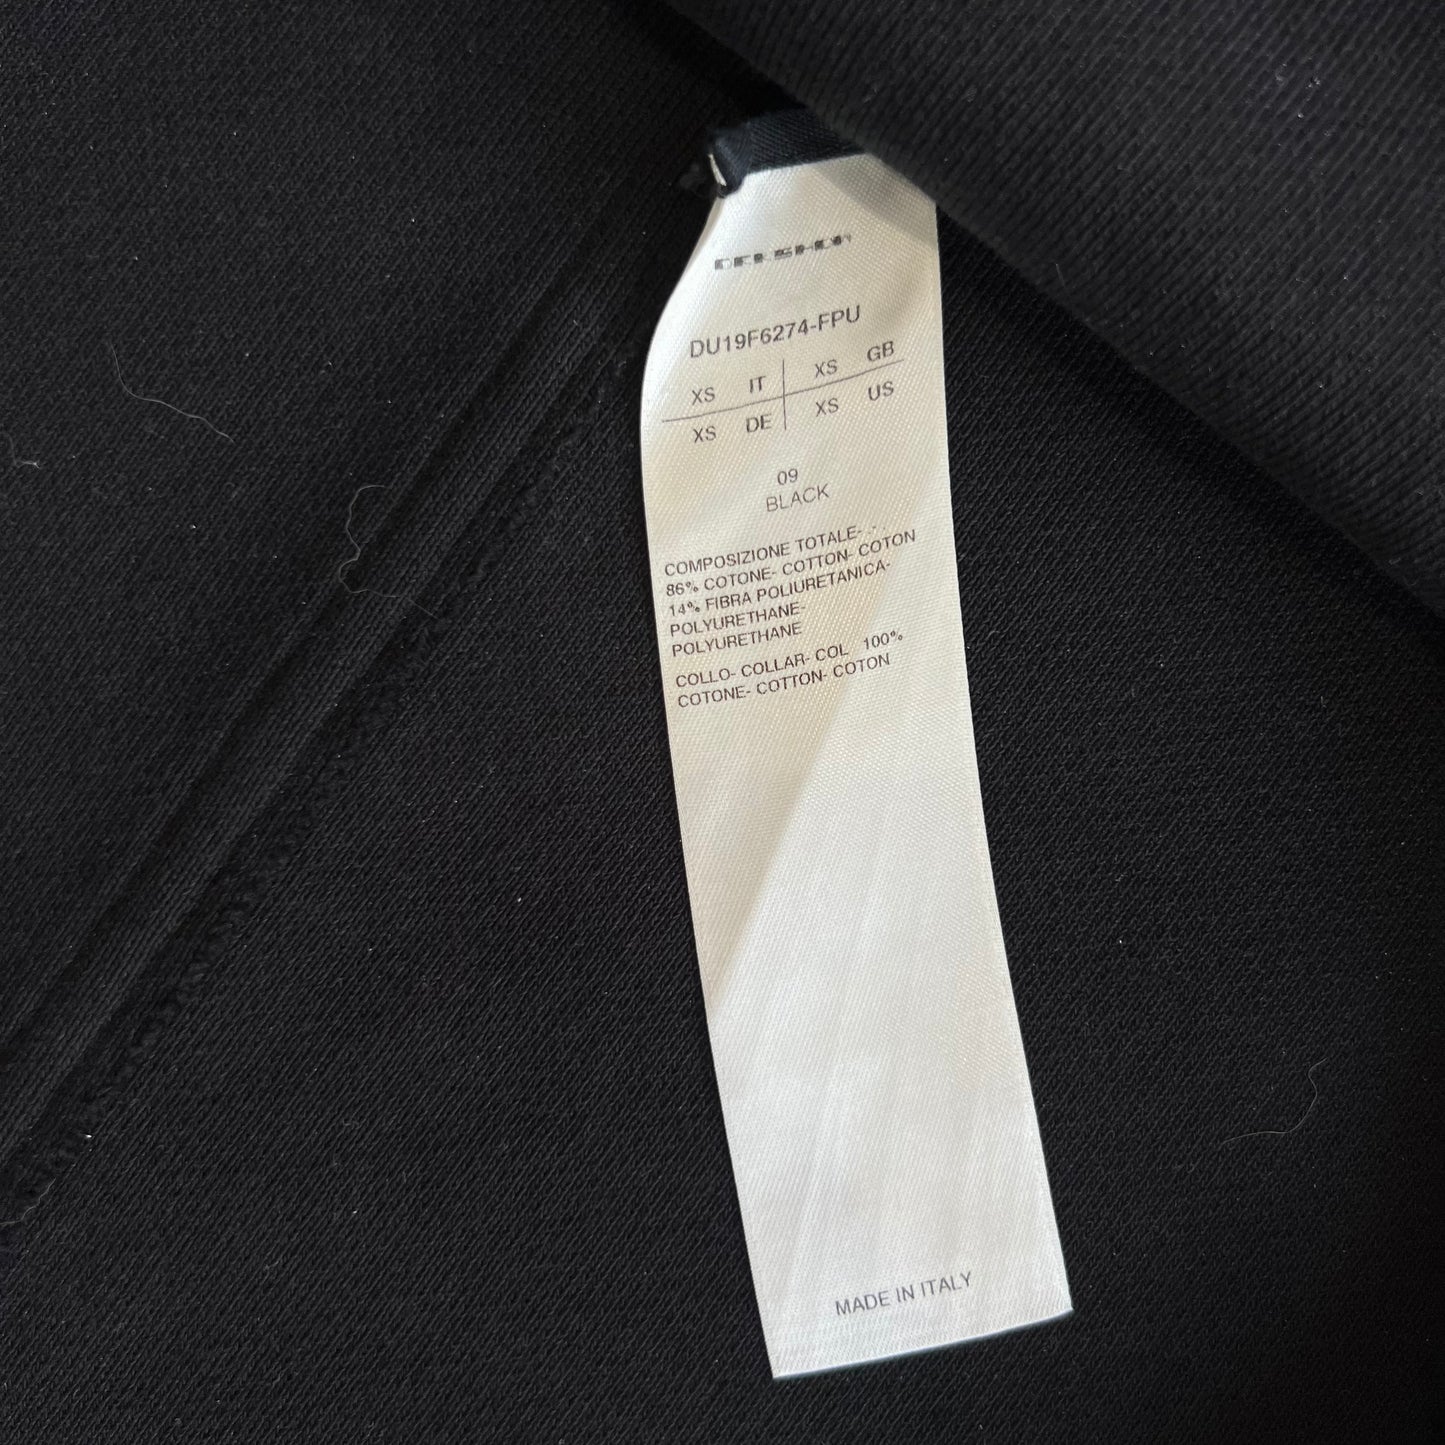 DRKSHDW
DU19F6274-FPU
XS IT XS GB
XS DE XS US
09
BLACK
COMPOSIZIONE TOTALE- . - .
86% COTONE- COTTON- COTON
14% FIBRA POLIURETANICA-
POLYURETHANE-
POLYURETHANE
COLLO- COLLAR- COL 100%
COTONE- COTTON- COTON
MADE IN ITALY